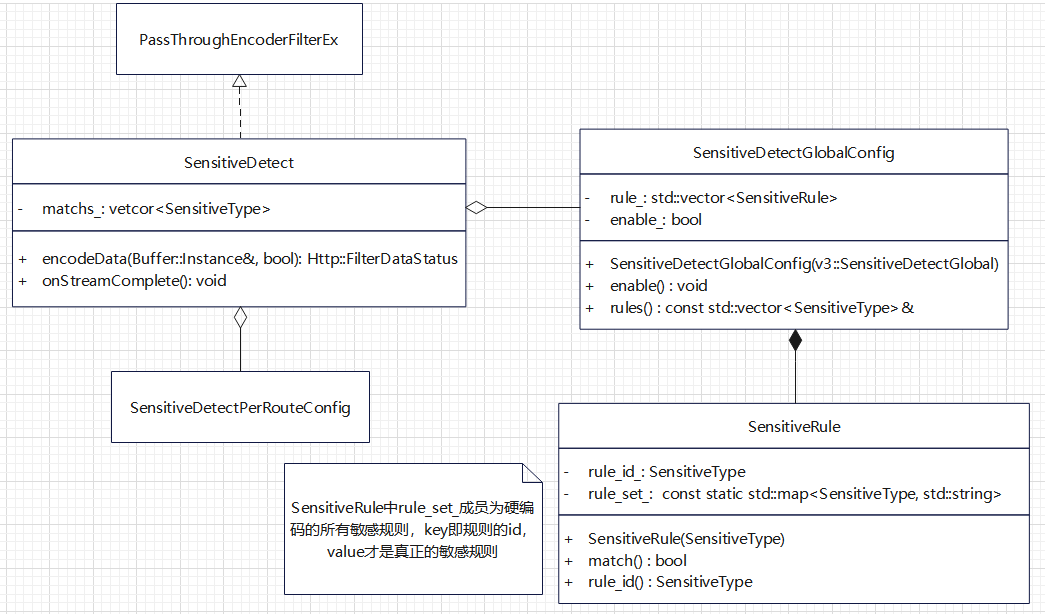 PassThroughEncoderFilterEx
SensitiveDetect
- matchs_: vetcor<SensitiveType>
+ encodeData(Buffer::Instance&, bool): Http::FilterDataStatus
+ onStreamComplete(): void
SensitiveDetectGlobalConfig
- rule_: std::vector<SensitiveRule>
- enable_: bool
+ SensitiveDetectGlobalConfig(v3::SensitiveDetectGlobal)
+ enable() : void
+ rules() : const std::vector<SensitiveType> &
SensitiveDetectPerRouteConfig
SensitiveRule
- rule_id_: SensitiveType
- rule_set_: const static std::map<SensitiveType, std::string>
+ SensitiveRule(SensitiveType)
+ match() : bool
+ rule_id() : SensitiveType
SensitiveRule中rule_set_成员为硬编
码的所有敏感规则，key即规则的id，
value才是真正的敏感规则